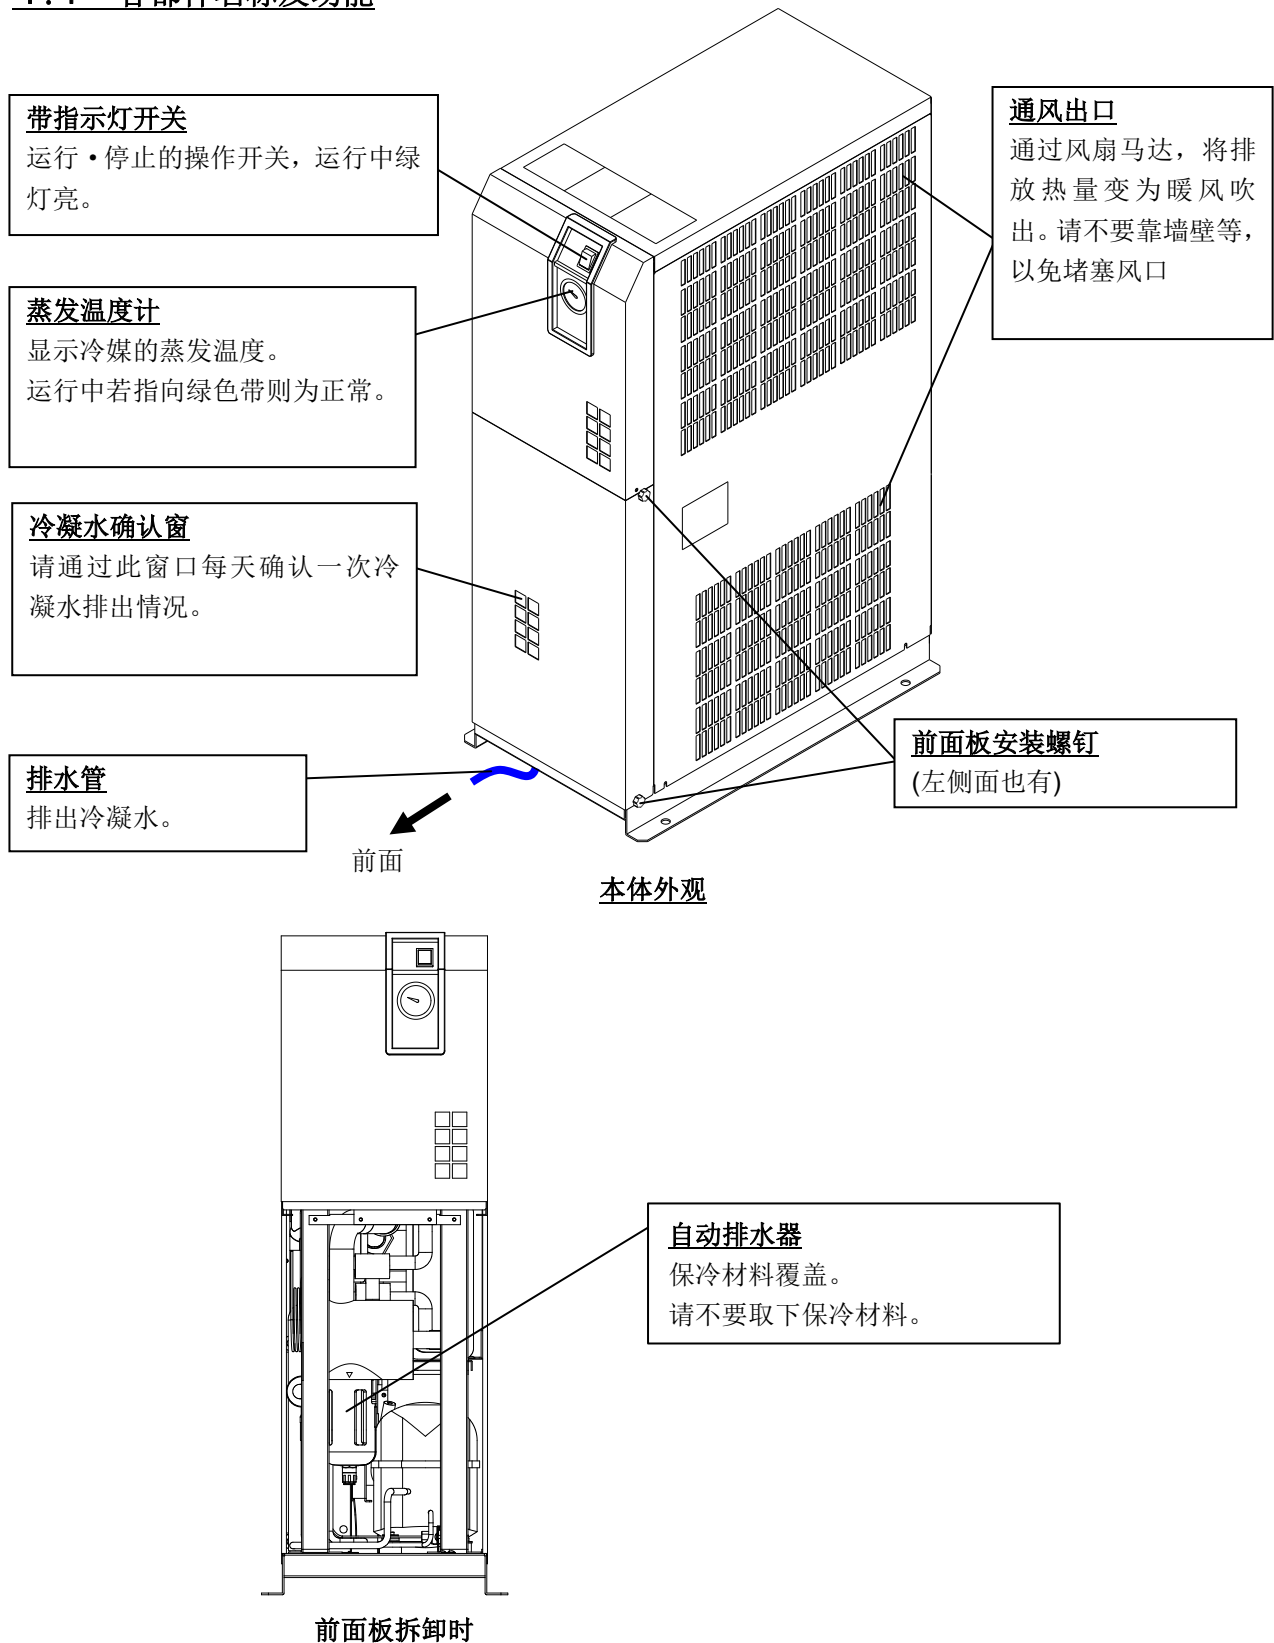 各部件名称及功能
带指示灯开关
运行·停止的操作开关，运行中绿
灯亮。
蒸发温度计
显示冷媒的蒸发温度。
运行中若指向绿色带则为正常。
冷凝水确认窗
请通过此窗口每天确认一次冷
凝水排出情况。
排水管
排出冷凝水。
通风出口
通过风扇马达，将排
放热量变为暖风吹
出。请不要靠墙壁等，
以免堵塞风口
前面板安装螺钉
(左侧面也有)
前面
本体外观
自动排水器
保冷材料覆盖。
请不要取下保冷材料。
前面板拆卸时